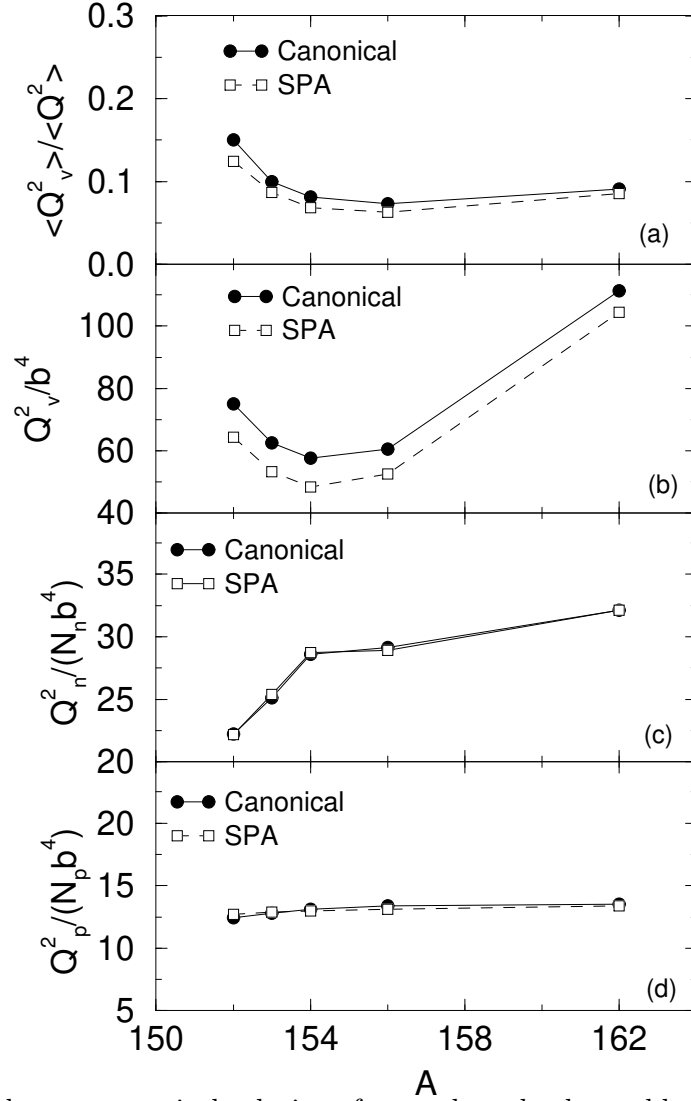 0.3
0.2
0.1
0.0
<Q²ᵥ>/<Q²>
Canonical
SPA
(a)
100
80
60
40
Q²ᵥ/b⁴
Canonical
SPA
(b)
35
30
25
20
Q²ₙ/(Nₙb⁴)
Canonical
SPA
(c)
20
15
10
5
Q²ₚ/(Nₚb⁴)
Canonical
SPA
(d)
150 154 158 162
A